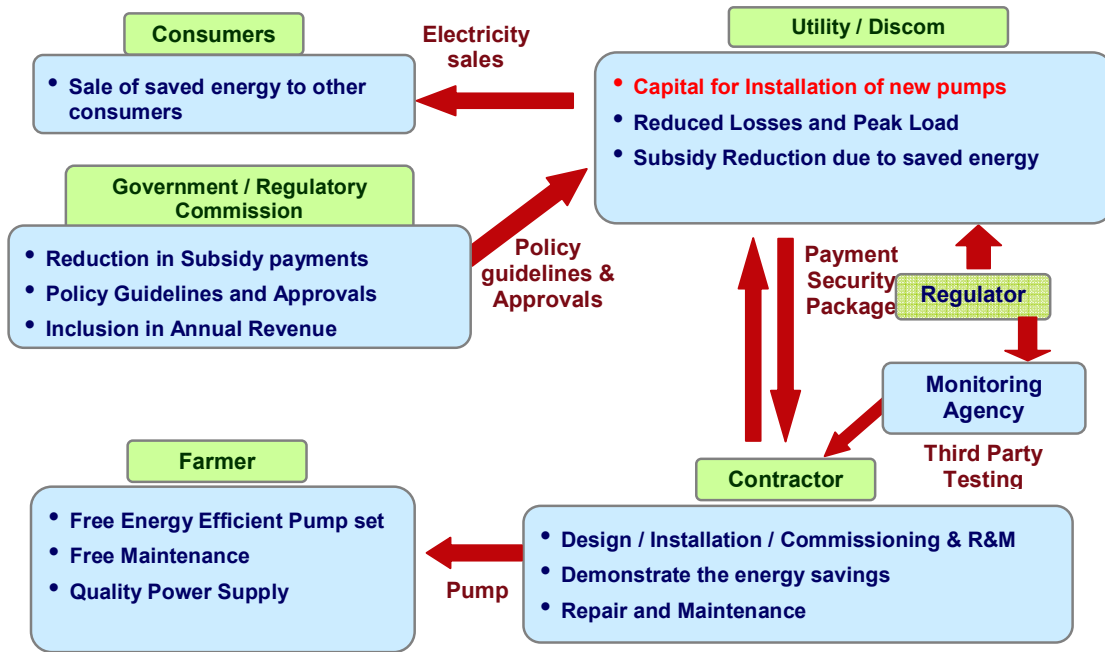 Consumers
• Sale of saved energy to other
consumers
Electricity
sales
Utility / Discom
• Capital for Installation of new pumps
• Reduced Losses and Peak Load
• Subsidy Reduction due to saved energy
Government / Regulatory
Commission
• Reduction in Subsidy payments
• Policy Guidelines and Approvals
• Inclusion in Annual Revenue
Policy
guidelines &
Approvals
Payment
Security
Package
Regulator
Monitoring
Agency
Third Party
Testing
Farmer
• Free Energy Efficient Pump set
• Free Maintenance
• Quality Power Supply
Pump
Contractor
• Design / Installation / Commissioning & R&M
• Demonstrate the energy savings
• Repair and Maintenance